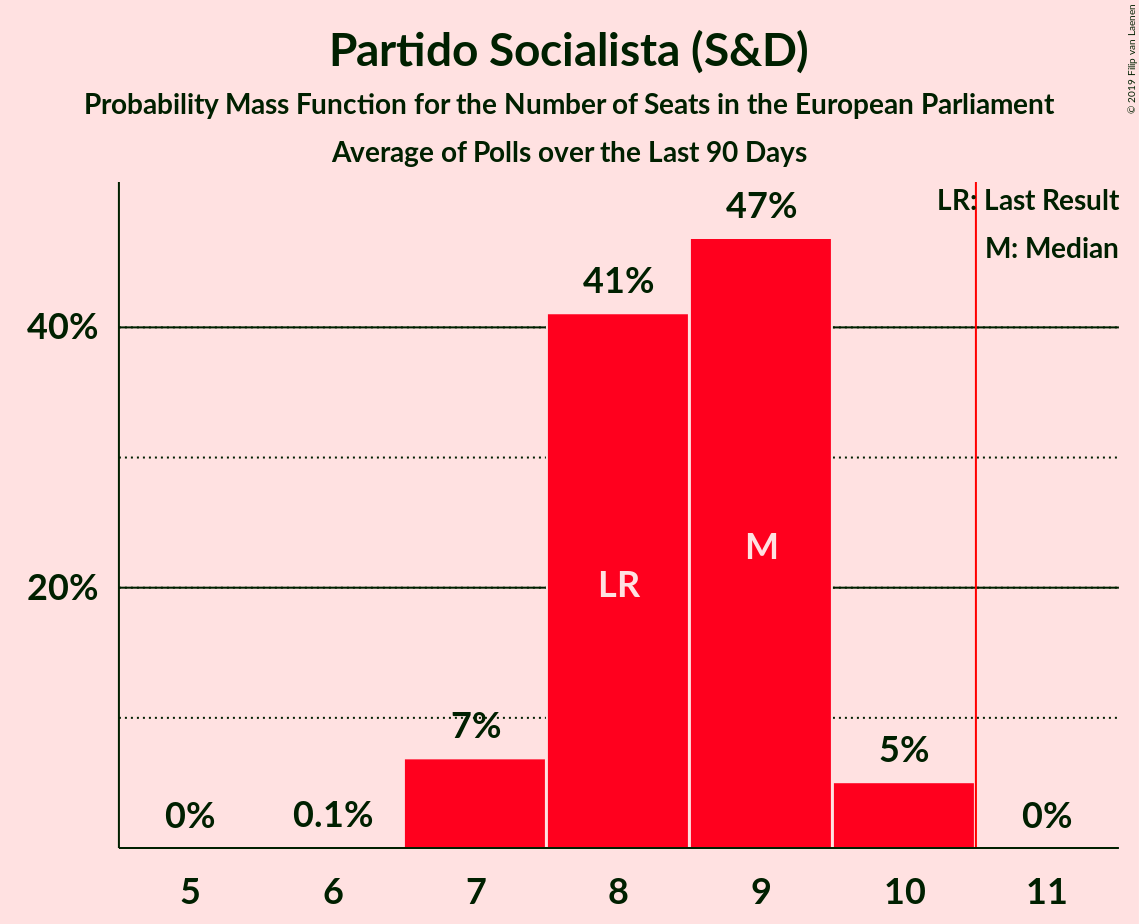 Partido Socialista (S&D)
Probability Mass Function for the Number of Seats in the European Parliament
Average of Polls over the Last 90 Days
© 2019 Filip van Laenen
LR: Last Result
M: Median
40%
20%
0%
0.1%
7%
41%
47%
5%
0%
LR
M
5
6
7
8
9
10
11